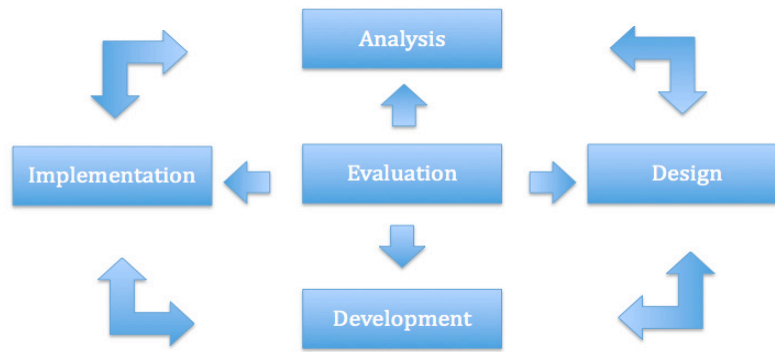 Analysis
Implementation
Evaluation
Design
Development